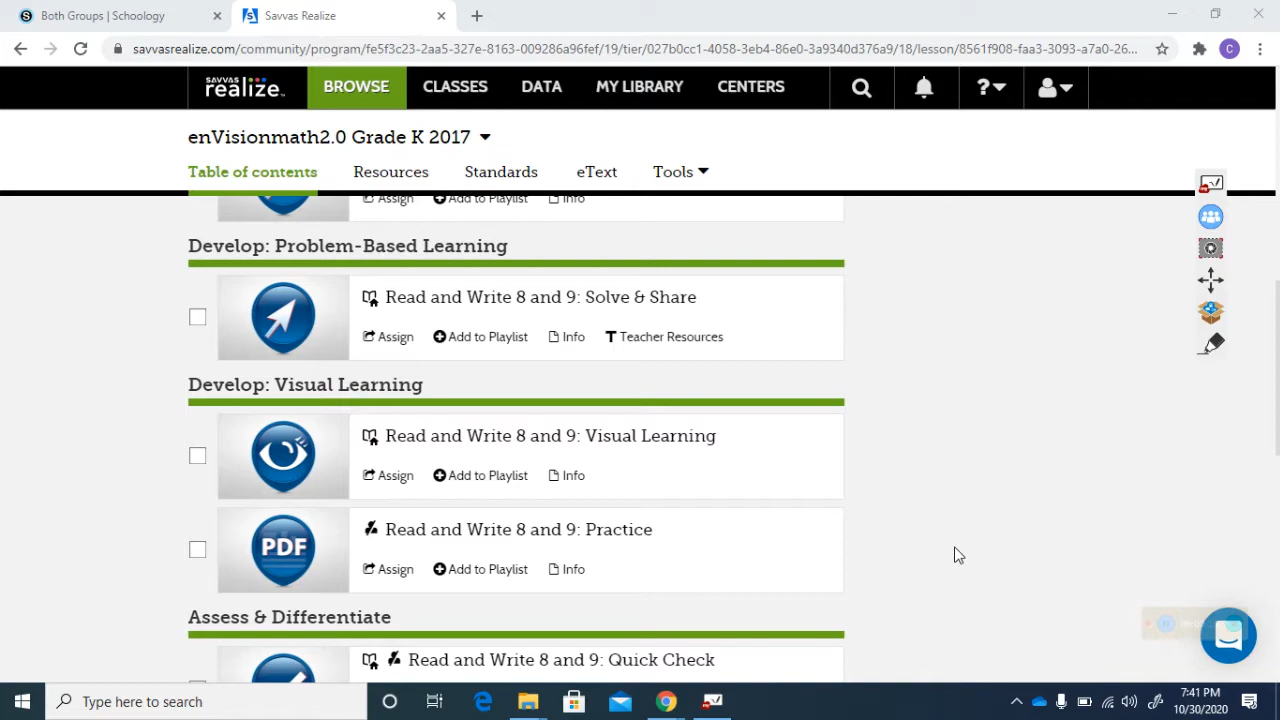 Both Groups | Schoology
Savvas Realize
savvasrealize.com/community/program/fe5f3c23-2aa5-327e-8163-009286a96fef/19/tier/027b0cc1-4058-3eb4-86e0-3a9340d376a9/18/lesson/8561f908-faa3-3093-a7a0-26...
C
SAVVAS realize™ BROWSE CLASSES DATA MY LIBRARY CENTERS ?
enVisionmath2.0 Grade K 2017
Table of contents Resources Standards eText Tools
Assign Add to Playlist Info
Develop: Problem-Based Learning
Read and Write 8 and 9: Solve & Share
Assign Add to Playlist Info T Teacher Resources
Develop: Visual Learning
Read and Write 8 and 9: Visual Learning
Assign Add to Playlist Info
PDF
Read and Write 8 and 9: Practice
Assign Add to Playlist Info
Assess & Differentiate
Read and Write 8 and 9: Quick Check
Type here to search
7:41 PM
10/30/2020